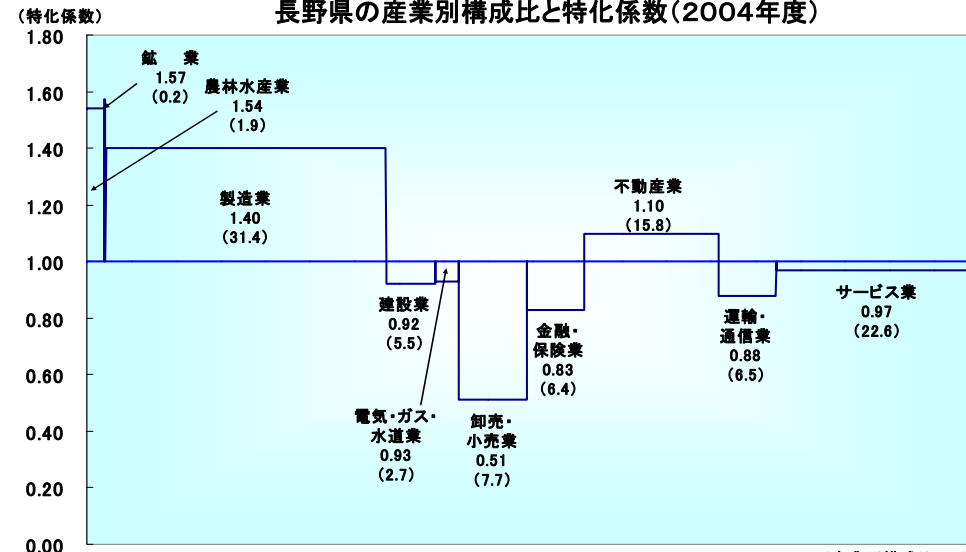 長野県の産業別構成比と特化係数（２００４年度）
（特化係数）
1.80
1.60
1.40
1.20
1.00
0.80
0.60
0.40
0.20
0.00
鉱　業
1.57
（0.2）
農林水産業
1.54
（1.9）
製造業
1.40
（31.4）
建設業
0.92
（5.5）
電気・ガス・
水道業
0.93
（2.7）
卸売・
小売業
0.51
（7.7）
金融・
保険業
0.83
（6.4）
不動産業
1.10
（15.8）
運輸・
通信業
0.88
（6.5）
サービス業
0.97
（22.6）